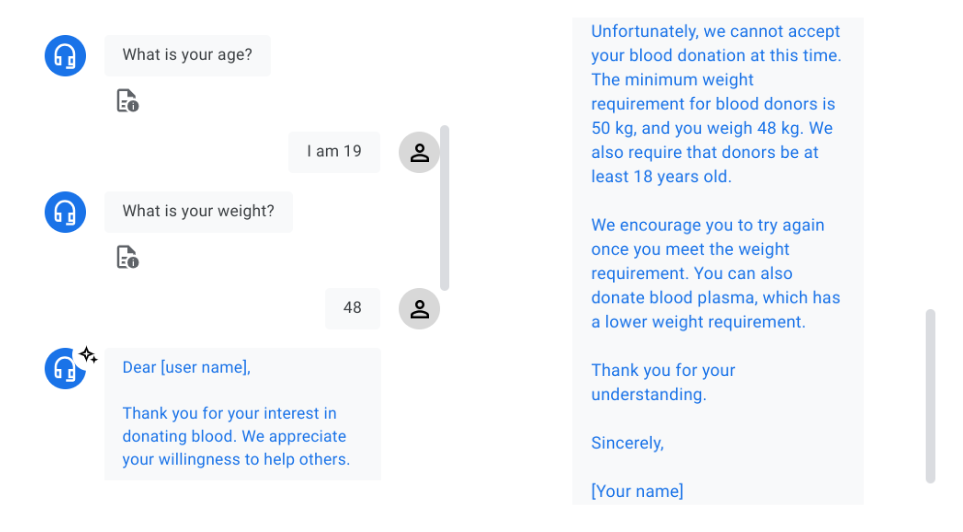 What is your age?
I am 19
What is your weight?
48
Dear [user name],
Thank you for your interest in
donating blood. We appreciate
your willingness to help others.
Unfortunately, we cannot accept
your blood donation at this time.
The minimum weight
requirement for blood donors is
50 kg, and you weigh 48 kg. We
also require that donors be at
least 18 years old.
We encourage you to try again
once you meet the weight
requirement. You can also
donate blood plasma, which has
a lower weight requirement.
Thank you for your
understanding.
Sincerely,
[Your name]